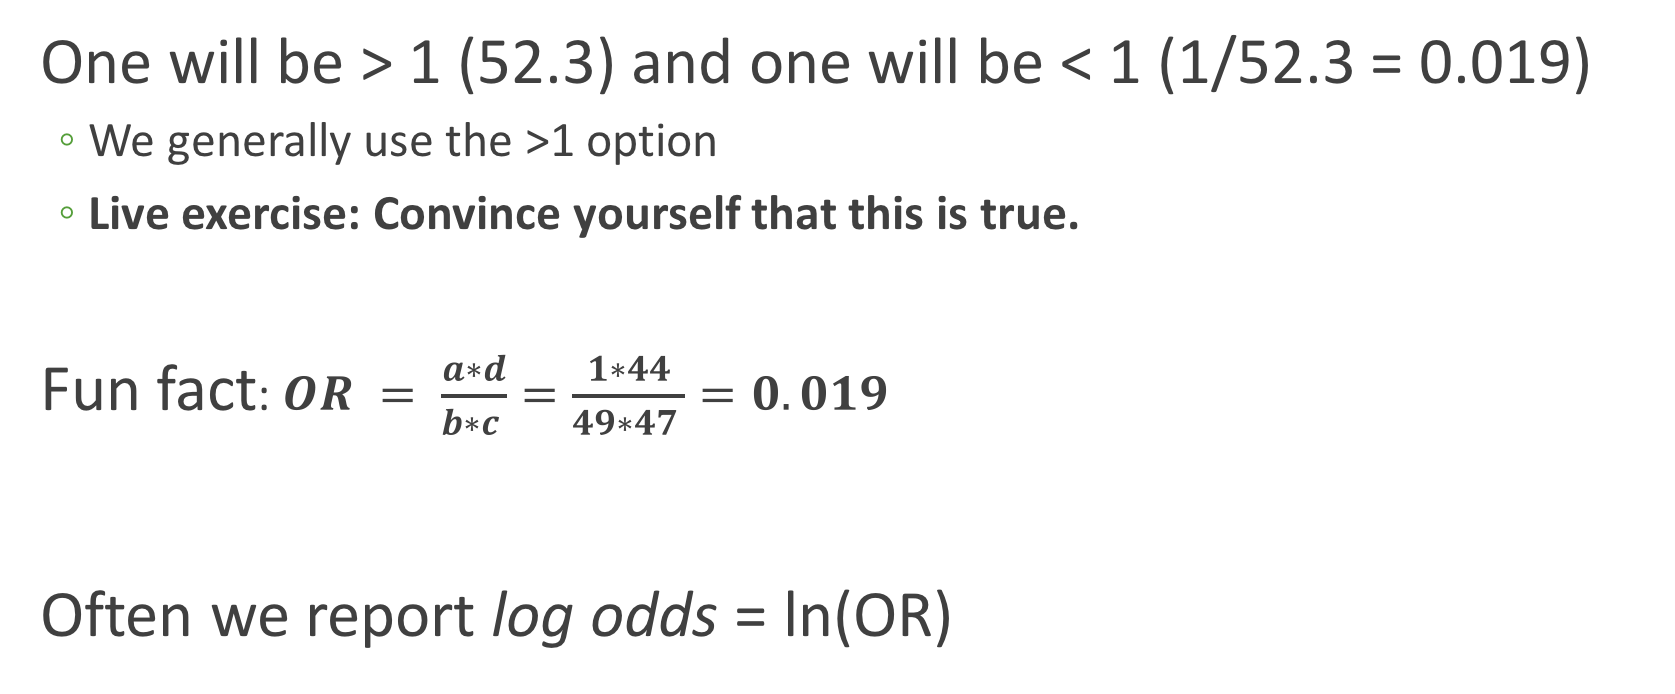 One will be > 1 (52.3) and one will be < 1 (1/52.3 = 0.019)
◦ We generally use the >1 option
◦ Live exercise: Convince yourself that this is true.
Fun fact: OR = a*d / b*c = 1*44 / 49*47 = 0.019
Often we report log odds = ln(OR)